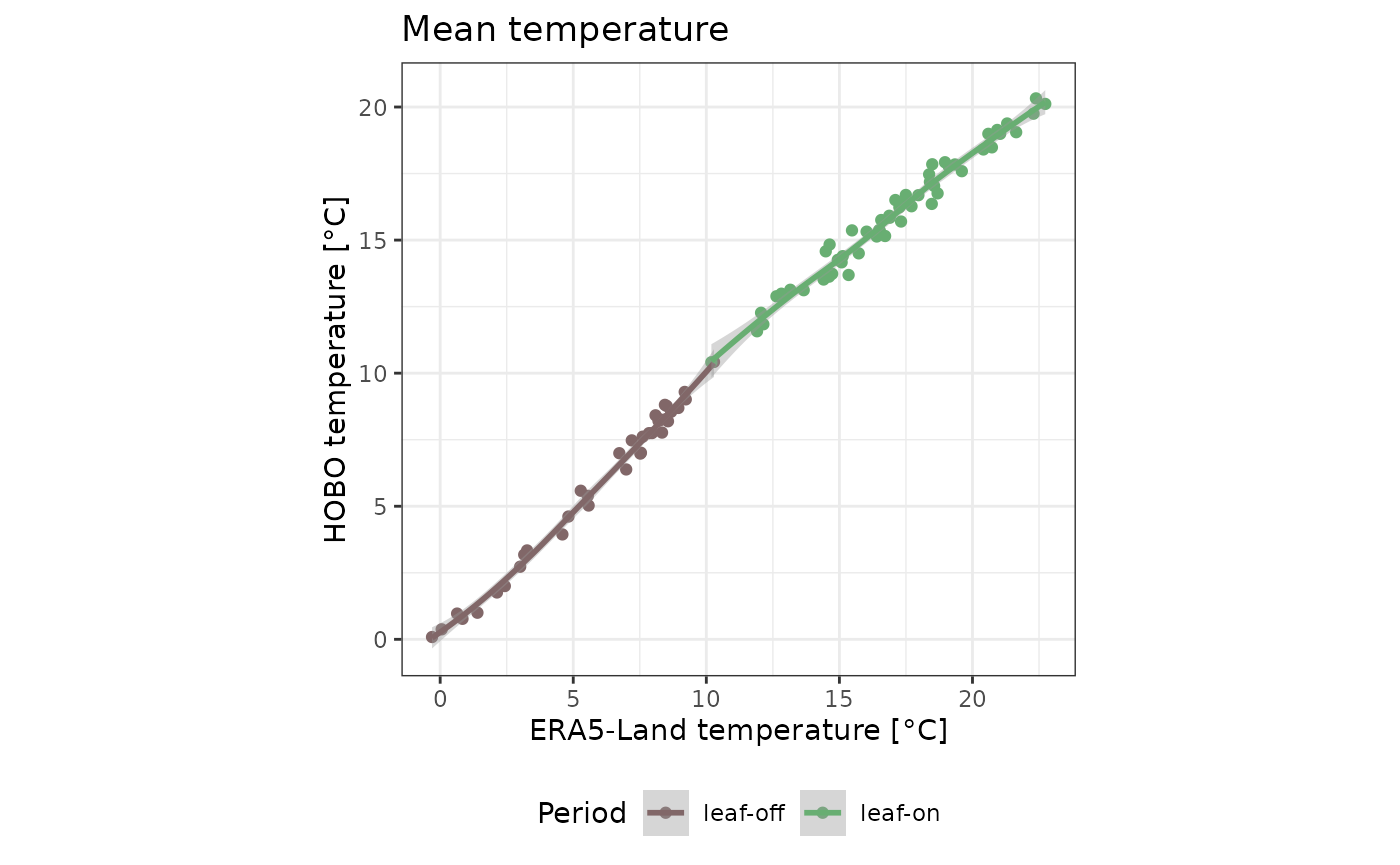 Mean temperature
20
15
10
5
0
HOBO temperature [°C]
0 5 10 15 20
ERA5-Land temperature [°C]
Period leaf-off leaf-on